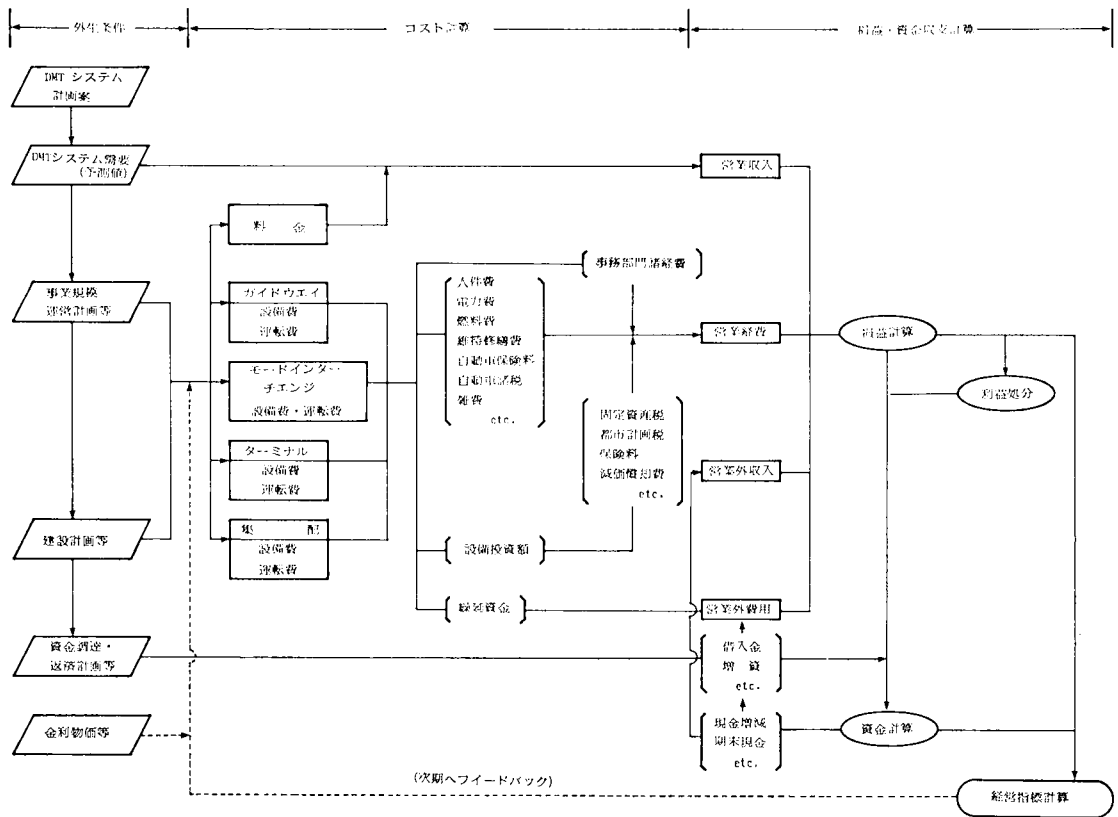 外生条件
コスト計算
損益・資金収支計算
DMT システム
計画案
DMTシステム需要
(予測値)
営業収入
料 金
事務部門諸経費
人件費
電力費
燃料費
維持修繕費
自動車保険料
自動車諸税
雑費
etc.
事業規模
運営計画等
ガイドウエイ
設備費
運転費
営業経費
損益計算
モードインター
チエンジ
設備費・運転費
利益処分
固定資産税
都市計画税
保険料
減価償却費
etc.
ターミナル
設備費
運転費
営業外収入
建設計画等
集 配
設備費
運転費
設備投資額
繰延資金
営業外費用
資金調達・
返済計画等
借入金
増 資
etc.
金利物価等
現金増減
期末現金
etc.
資金計算
(次期へフイードバック)
経営指標計算